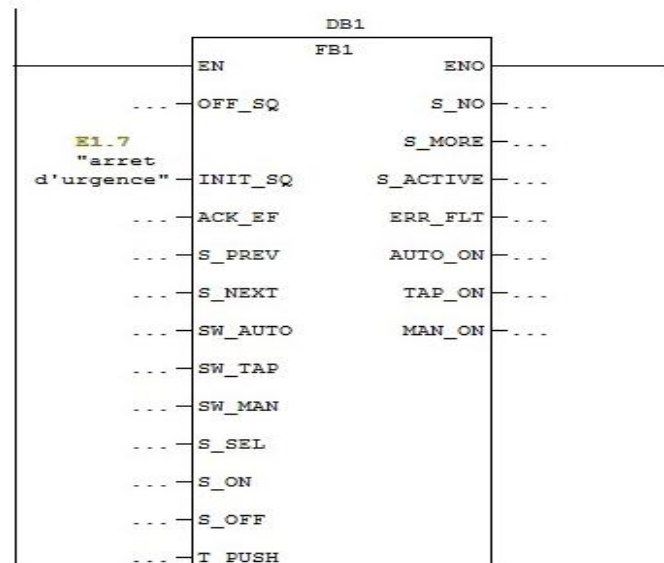 DB1
FB1
EN ENO
... OFF_SQ S_NO ...
E1.7 S_MORE ...
"arret
d'urgence" INIT_SQ S_ACTIVE ...
... ACK_EF ERR_FLT ...
... S_PREV AUTO_ON ...
... S_NEXT TAP_ON ...
... SW_AUTO MAN_ON ...
... SW_TAP
... SW_MAN
... S_SEL
... S_ON
... S_OFF
... T_PUSH